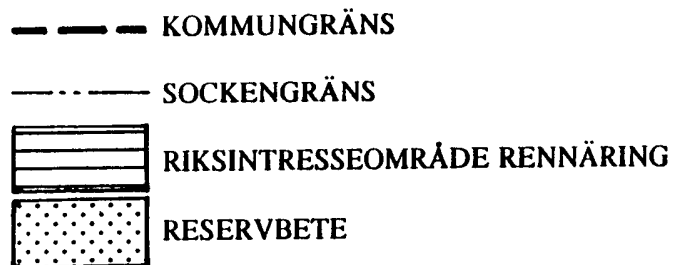 KOMMUNGRÄNS
SOCKENGRÄNS
RIKSINTRESSEOMRÅDE RENNÄRING
RESERVBETE